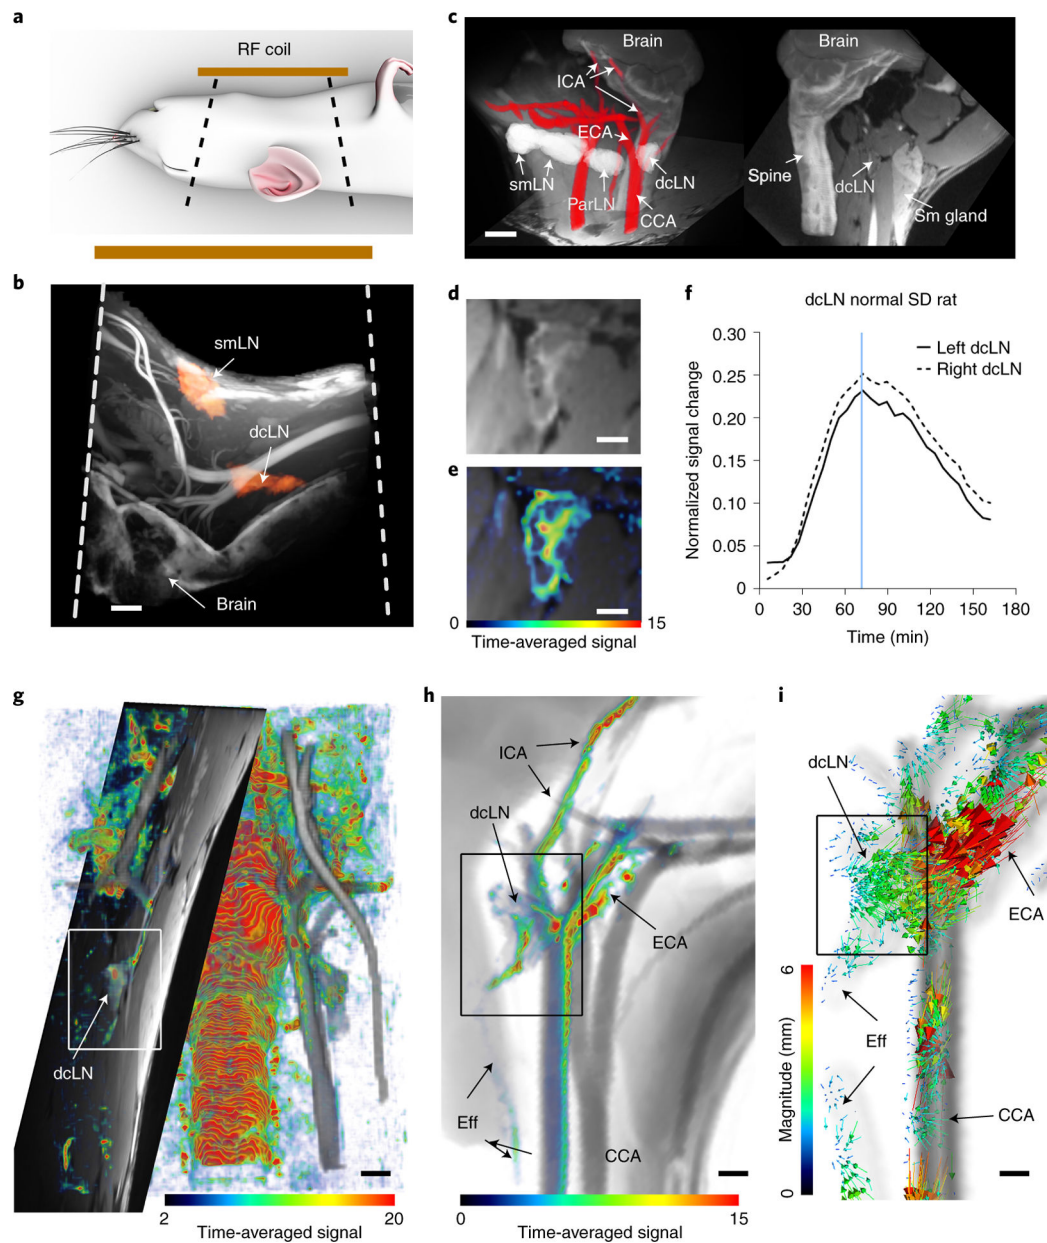 a
RF coil
b
smLN
dcLN
Brain
c
Brain
ICA
ECA
smLN
ParLN
dcLN
CCA
Brain
Spine
dcLN
Sm gland
d
e
0
15
Time-averaged signal
f
dcLN normal SD rat
Left dcLN
Right dcLN
Normalized signal change
0.30
0.25
0.20
0.15
0.10
0.05
0
0 30 60 90 120 150 180
Time (min)
g
dcLN
2
20
Time-averaged signal
h
ICA
dcLN
ECA
Eff
CCA
0
15
Time-averaged signal
i
dcLN
ECA
Eff
CCA
6
Magnitude (mm)
0